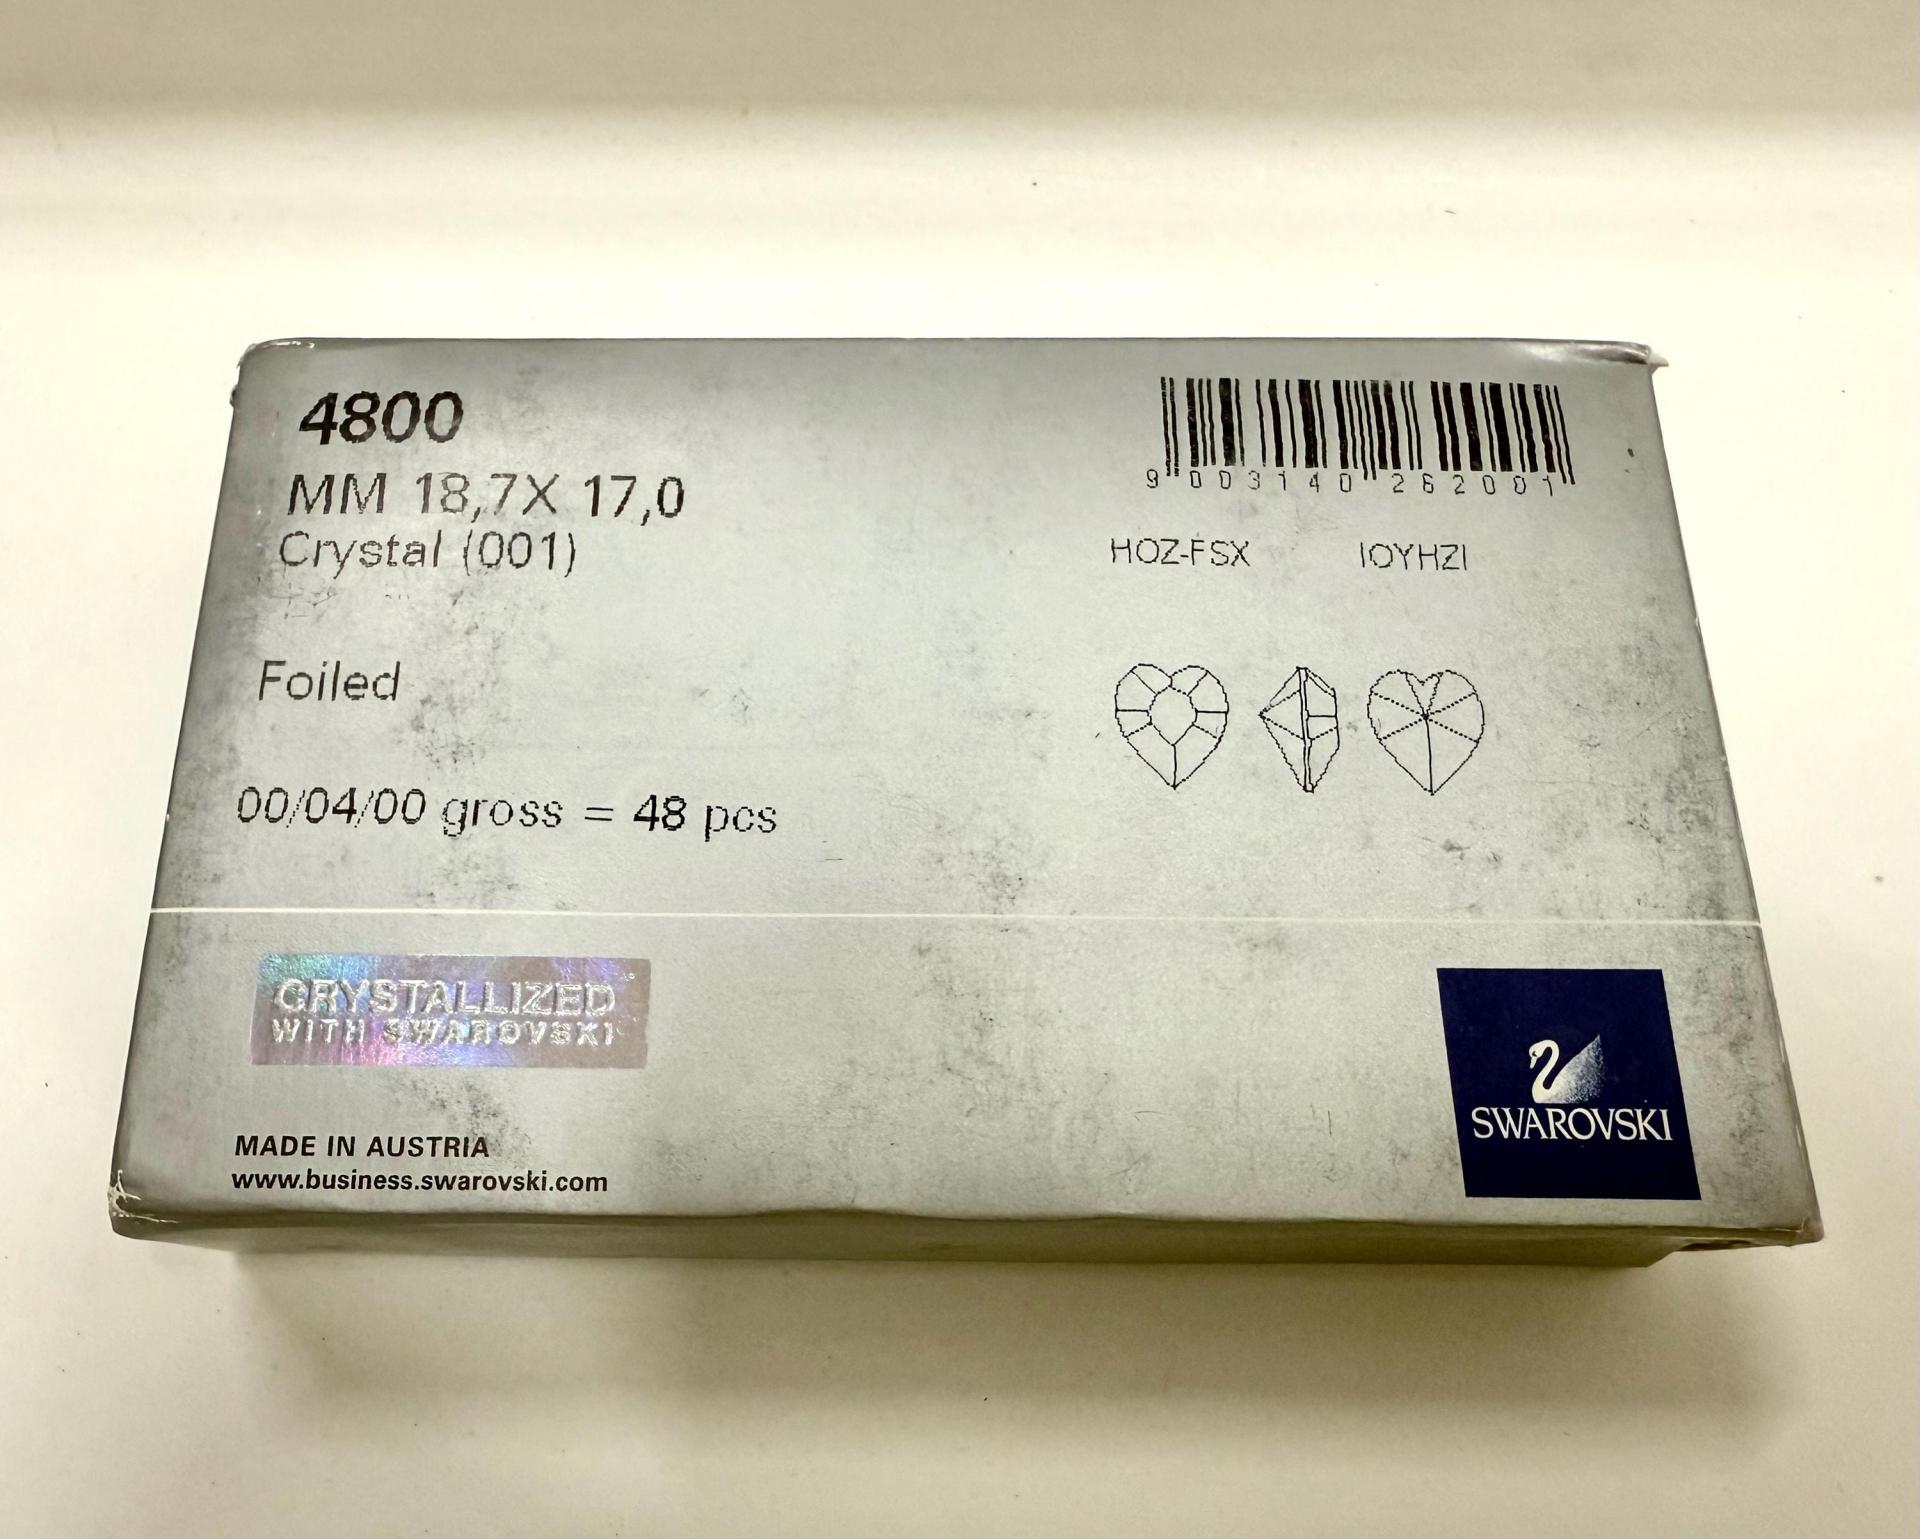 4800
MM 18,7X 17,0
Crystal (001)
Foiled
00/04/00 gross = 48 pcs
9 003140 262001
HOZ-FSX IOYHZI
CRYSTALLIZED
WITH SWAROVSKI
MADE IN AUSTRIA
www.business.swarovski.com
SWAROVSKI